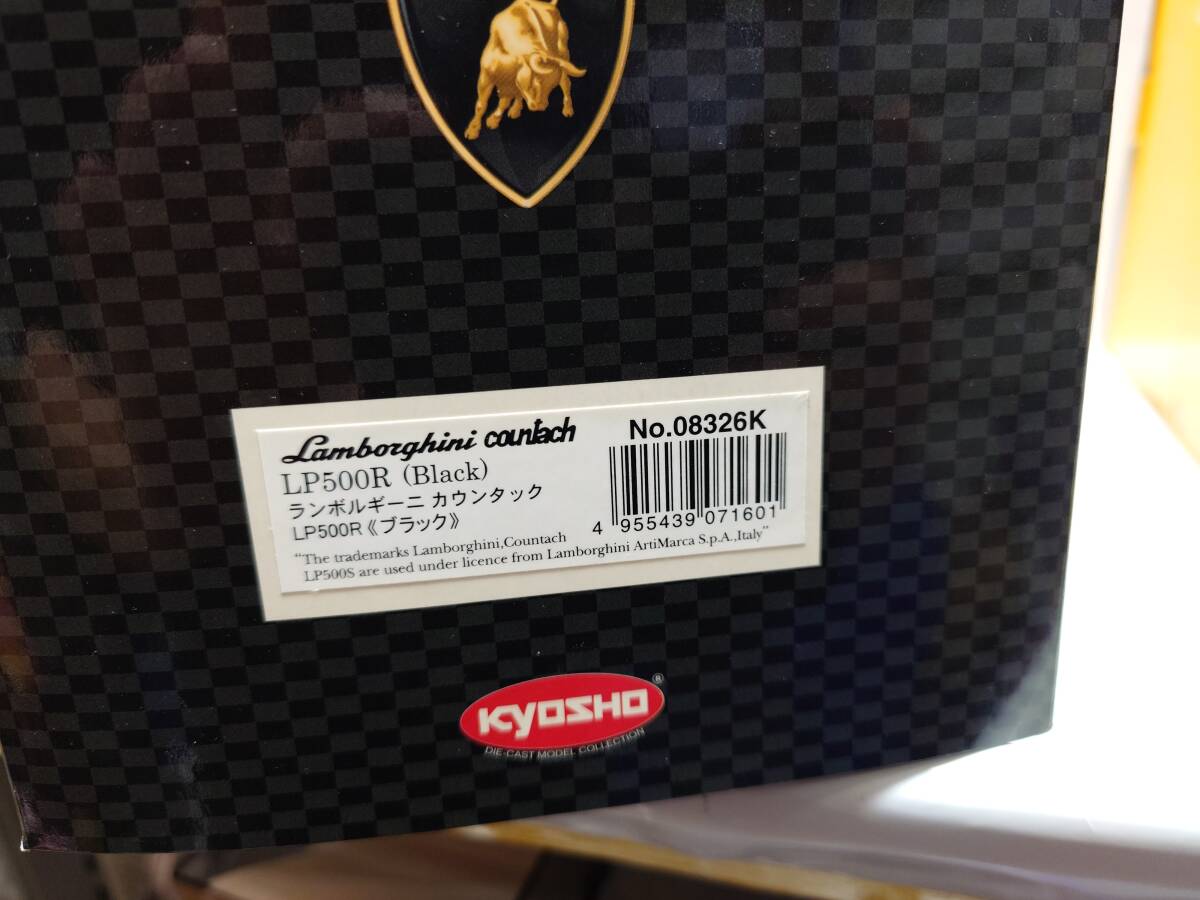 Lamborghini countach
LP500R (Black)
ランボルギーニ カウンタック
LP500R《ブラック》
No.08326K
4 955439 071601
"The trademarks Lamborghini,Countach
LP500S are used under licence from Lamborghini ArtiMarca S.p.A.,Italy"
KYOSHO®
DIE-CAST MODEL COLLECTION